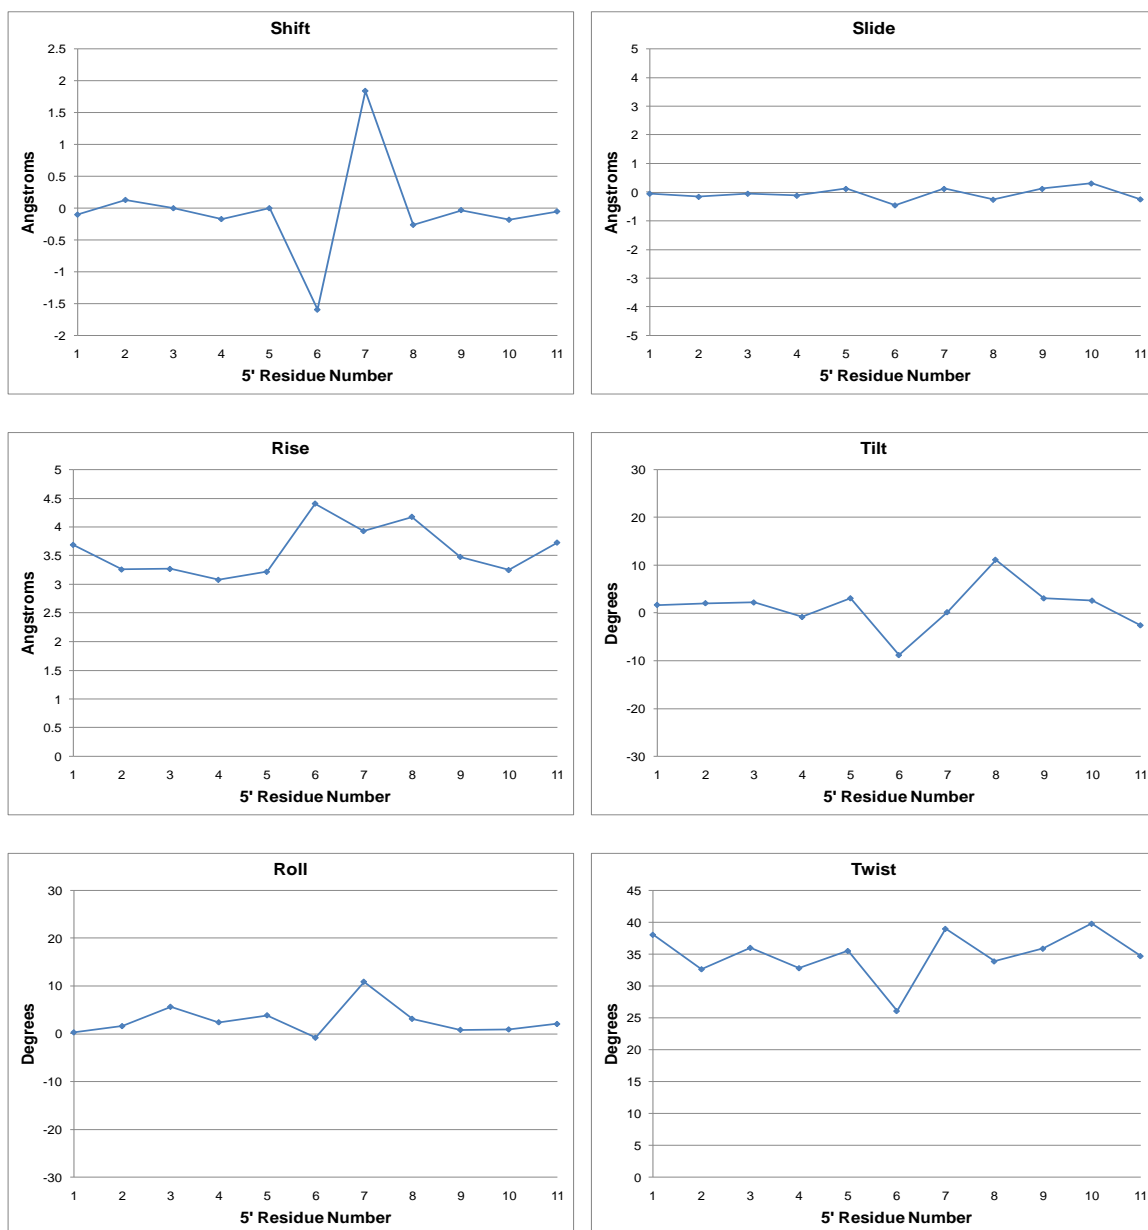 Shift
2.5
2
1.5
1
0.5
0
-0.5
-1
-1.5
-2
Angstroms
1 2 3 4 5 6 7 8 9 10 11
5' Residue Number
Slide
5
4
3
2
1
0
-1
-2
-3
-4
-5
Angstroms
1 2 3 4 5 6 7 8 9 10 11
5' Residue Number
Rise
5
4.5
4
3.5
3
2.5
2
1.5
1
0.5
0
Angstroms
1 2 3 4 5 6 7 8 9 10 11
5' Residue Number
Tilt
30
20
10
0
-10
-20
-30
Degrees
1 2 3 4 5 6 7 8 9 10 11
5' Residue Number
Roll
30
20
10
0
-10
-20
-30
Degrees
1 2 3 4 5 6 7 8 9 10 11
5' Residue Number
Twist
45
40
35
30
25
20
15
10
5
0
Degrees
1 2 3 4 5 6 7 8 9 10 11
5' Residue Number